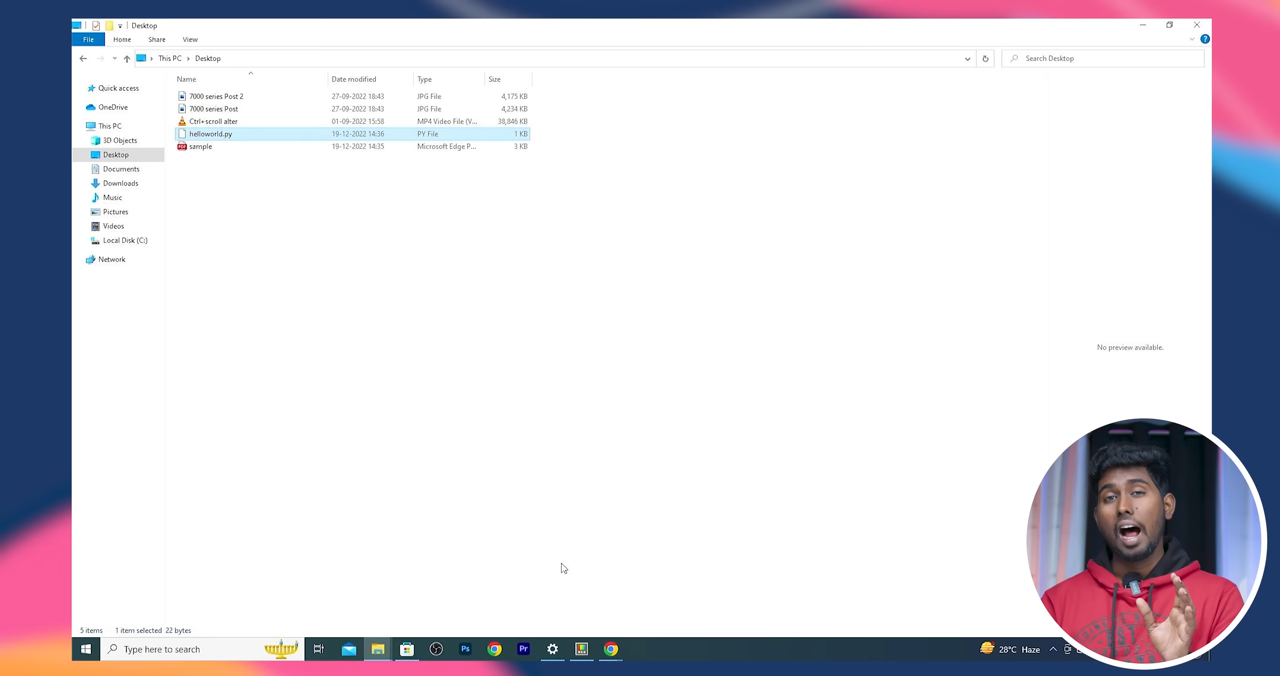 Desktop
File Home Share View
This PC > Desktop
Search Desktop
Name Date modified Type Size
7000 series Post 2 27-09-2022 18:43 JPG File 4,175 KB
7000 series Post 27-09-2022 18:43 JPG File 4,234 KB
Ctrl+scroll alter 01-09-2022 15:58 MP4 Video File (V... 38,846 KB
helloworld.py 19-12-2022 14:36 PY File 1 KB
sample 19-12-2022 14:35 Microsoft Edge P... 3 KB
Quick access
OneDrive
This PC
3D Objects
Desktop
Documents
Downloads
Music
Pictures
Videos
Local Disk (C:)
Network
No preview available.
5 items 1 item selected 22 bytes
Type here to search
Ps
Pr
28°C Haze